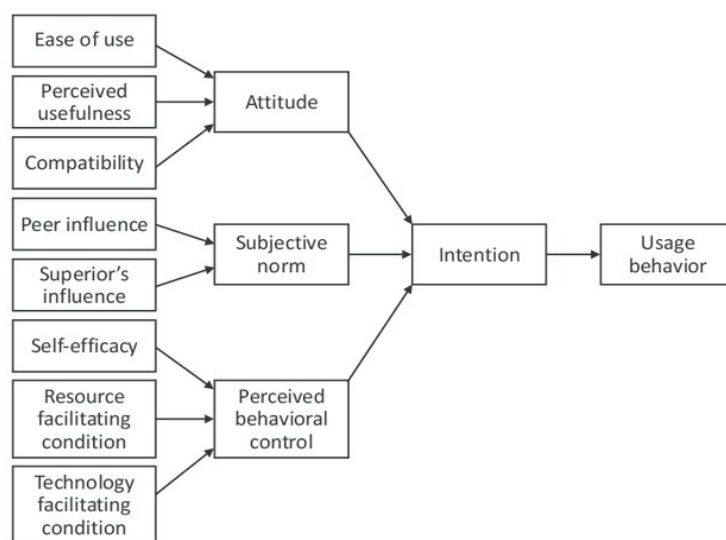 Ease of use
Perceived
usefulness
Compatibility
Peer influence
Superior's
influence
Self-efficacy
Resource
facilitating
condition
Technology
facilitating
condition
Attitude
Subjective
norm
Perceived
behavioral
control
Intention
Usage
behavior